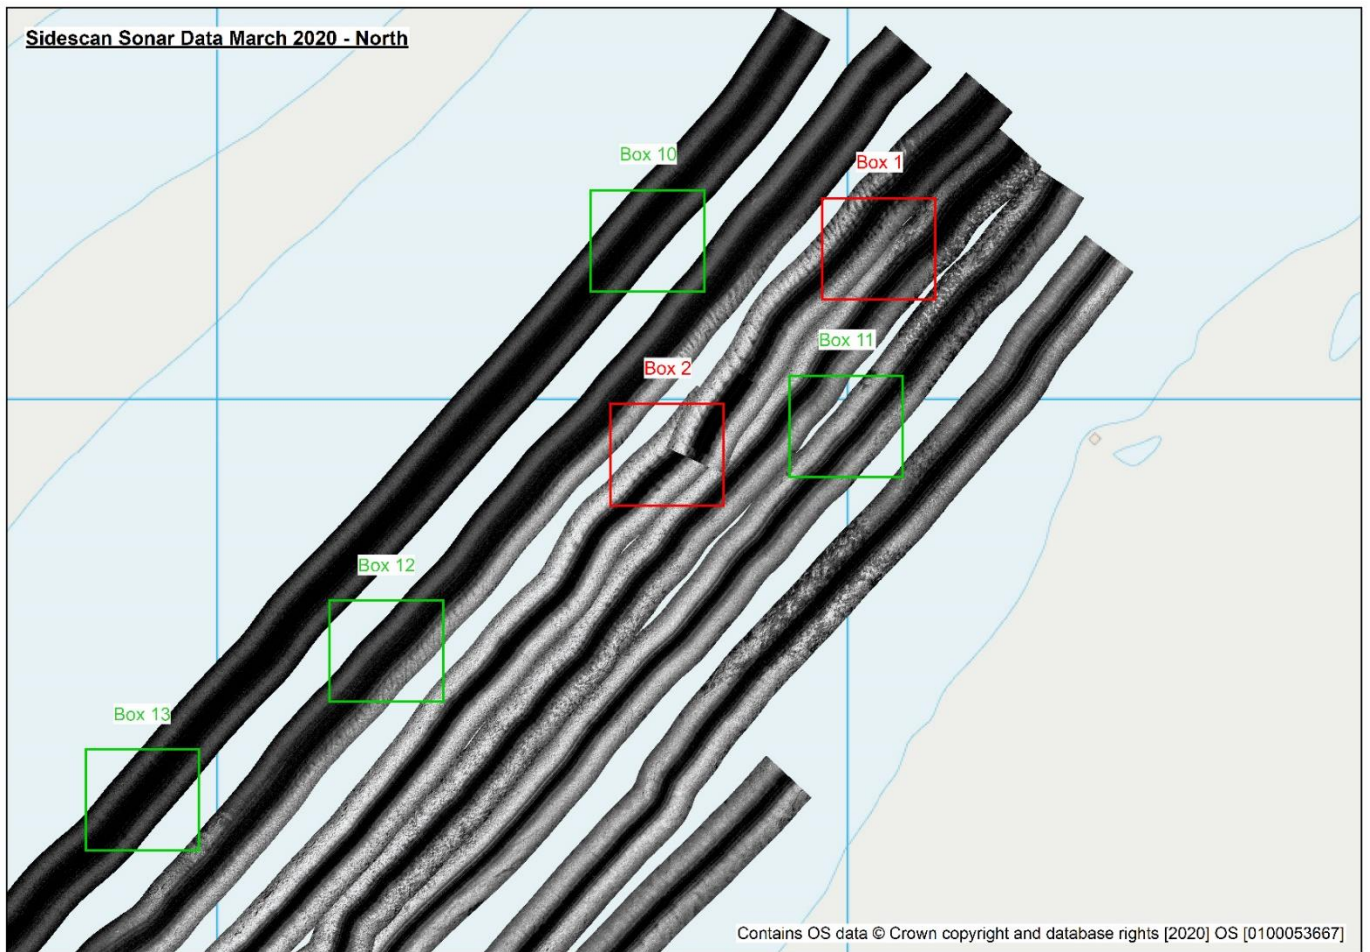 Sidescan Sonar Data March 2020 - North
Box 10
Box 1
Box 11
Box 2
Box 12
Box 13
Contains OS data © Crown copyright and database rights [2020] OS [0100053667]